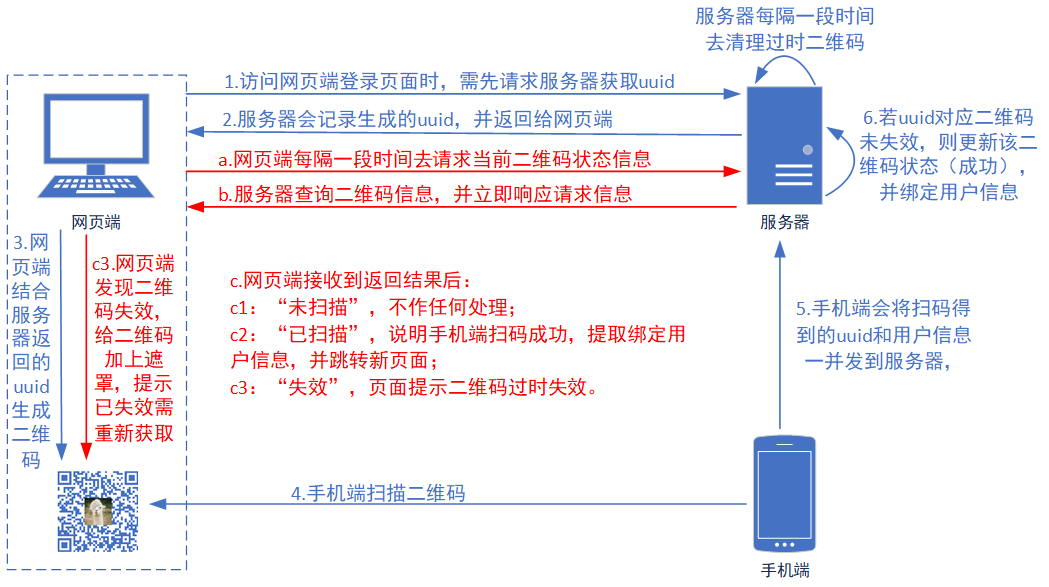 服务器每隔一段时间
去清理过时二维码
1.访问网页端登录页面时，需先请求服务器获取uuid
2.服务器会记录生成的uuid，并返回给网页端
a.网页端每隔一段时间去请求当前二维码状态信息
b.服务器查询二维码信息，并立即响应请求信息
6.若uuid对应二维码
未失效，则更新该二
维码状态（成功），
并绑定用户信息
网页端
服务器
3.网
页端
结合
服务
器返
回的
uuid
生成
二维
码
c3.网页端
发现二维
码失效，
给二维码
加上遮
罩，提示
已失效需
重新获取
c.网页端接收到返回结果后：
c1：“未扫描”，不作任何处理；
c2：“已扫描”，说明手机端扫码成功，提取绑定用
户信息，并跳转新页面；
c3：“失效”，页面提示二维码过时失效。
5.手机端会将扫码得
到的uuid和用户信息
一并发到服务器，
4.手机端扫描二维码
手机端